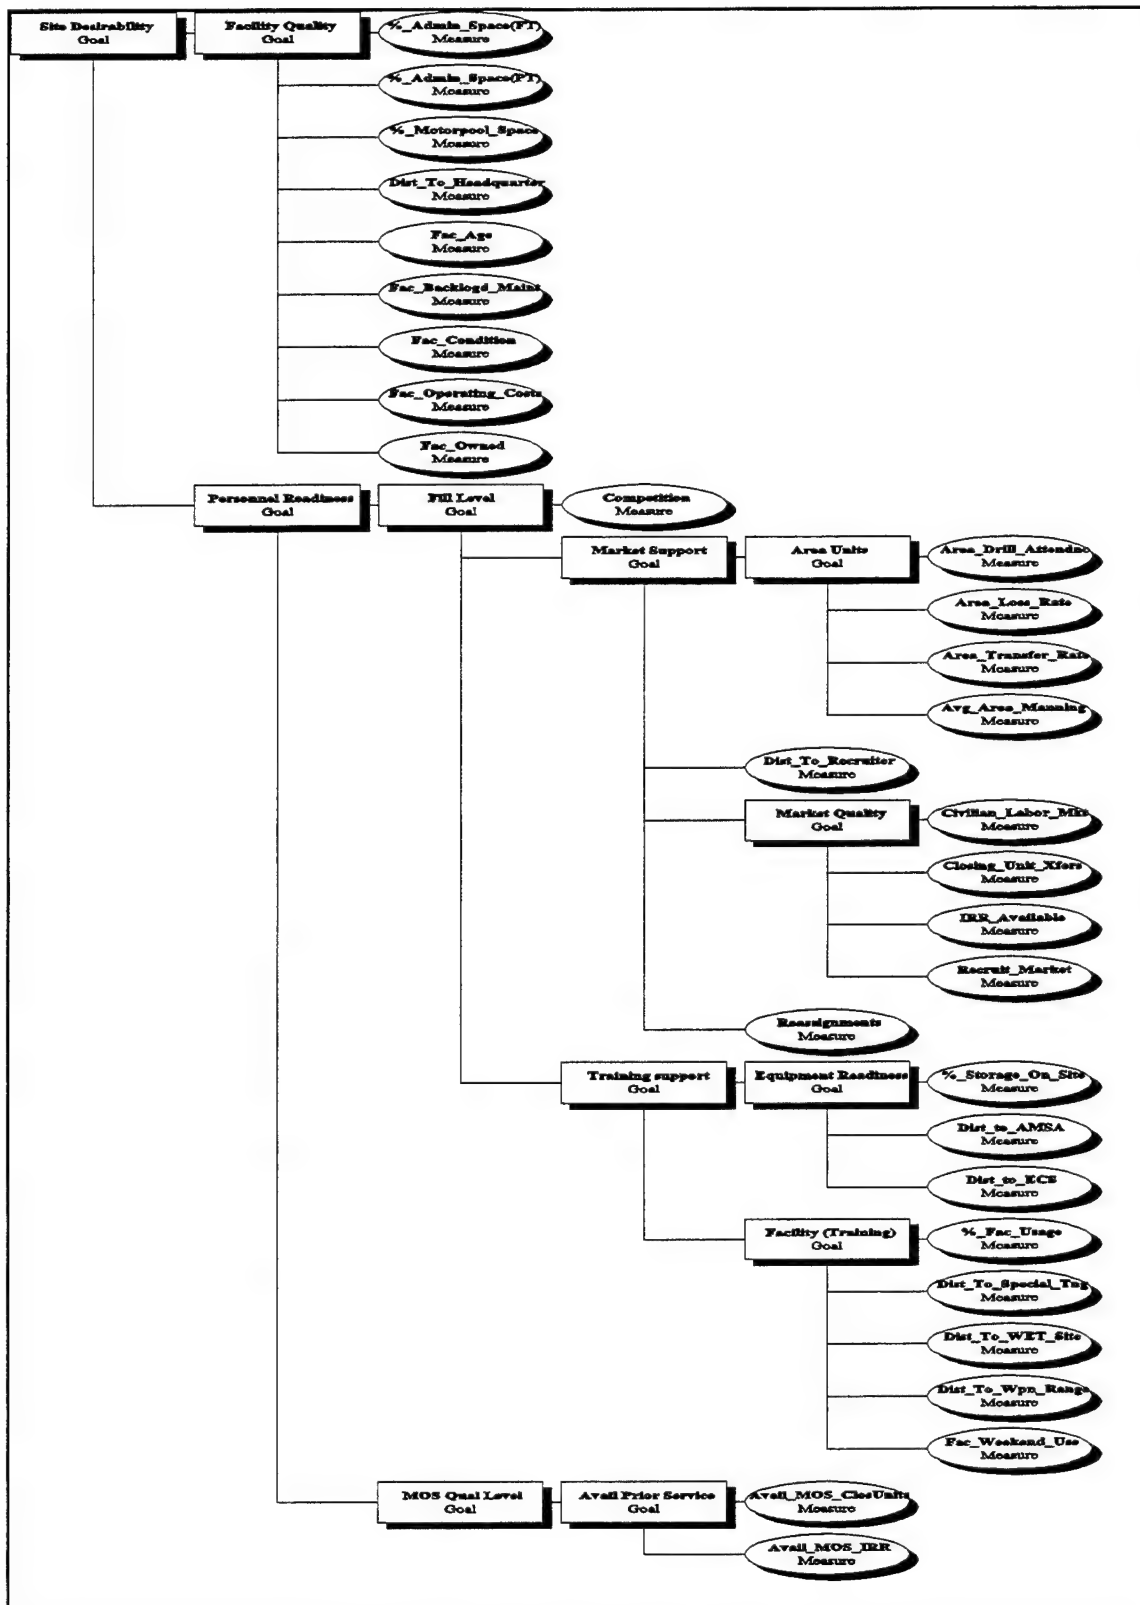 Site Desirability
Goal
Facility Quality
Goal
%_Admin_Space(FT)
Measure
%_Admin_Space(PT)
Measure
%_Motorpool_Space
Measure
Dist_To_Headquarter
Measure
Fac_Age
Measure
Fac_Backlogd_Maint
Measure
Fac_Condition
Measure
Fac_Operating_Costs
Measure
Fac_Owned
Measure
Personnel Readiness
Goal
Fill Level
Goal
Competition
Measure
Market Support
Goal
Area Units
Goal
Area_Drill_Attendnc
Measure
Area_Loss_Rate
Measure
Area_Transfer_Rate
Measure
Avg_Area_Manning
Measure
Dist_To_Recruiter
Measure
Market Quality
Goal
Civilian_Labor_Mkt
Measure
Closing_Unit_Xfers
Measure
IRR_Available
Measure
Recruit_Market
Measure
Reassignments
Measure
Training support
Goal
Equipment Readiness
Goal
%_Storage_On_Site
Measure
Dist_to_AMSA
Measure
Dist_to_ECS
Measure
Facility (Training)
Goal
%_Fac_Usage
Measure
Dist_To_Special_Tng
Measure
Dist_To_WET_Site
Measure
Dist_To_Wpn_Range
Measure
Fac_Weekend_Use
Measure
MOS Qual Level
Goal
Avail Prior Service
Goal
Avail_MOS_ClosUnits
Measure
Avail_MOS_IRR
Measure